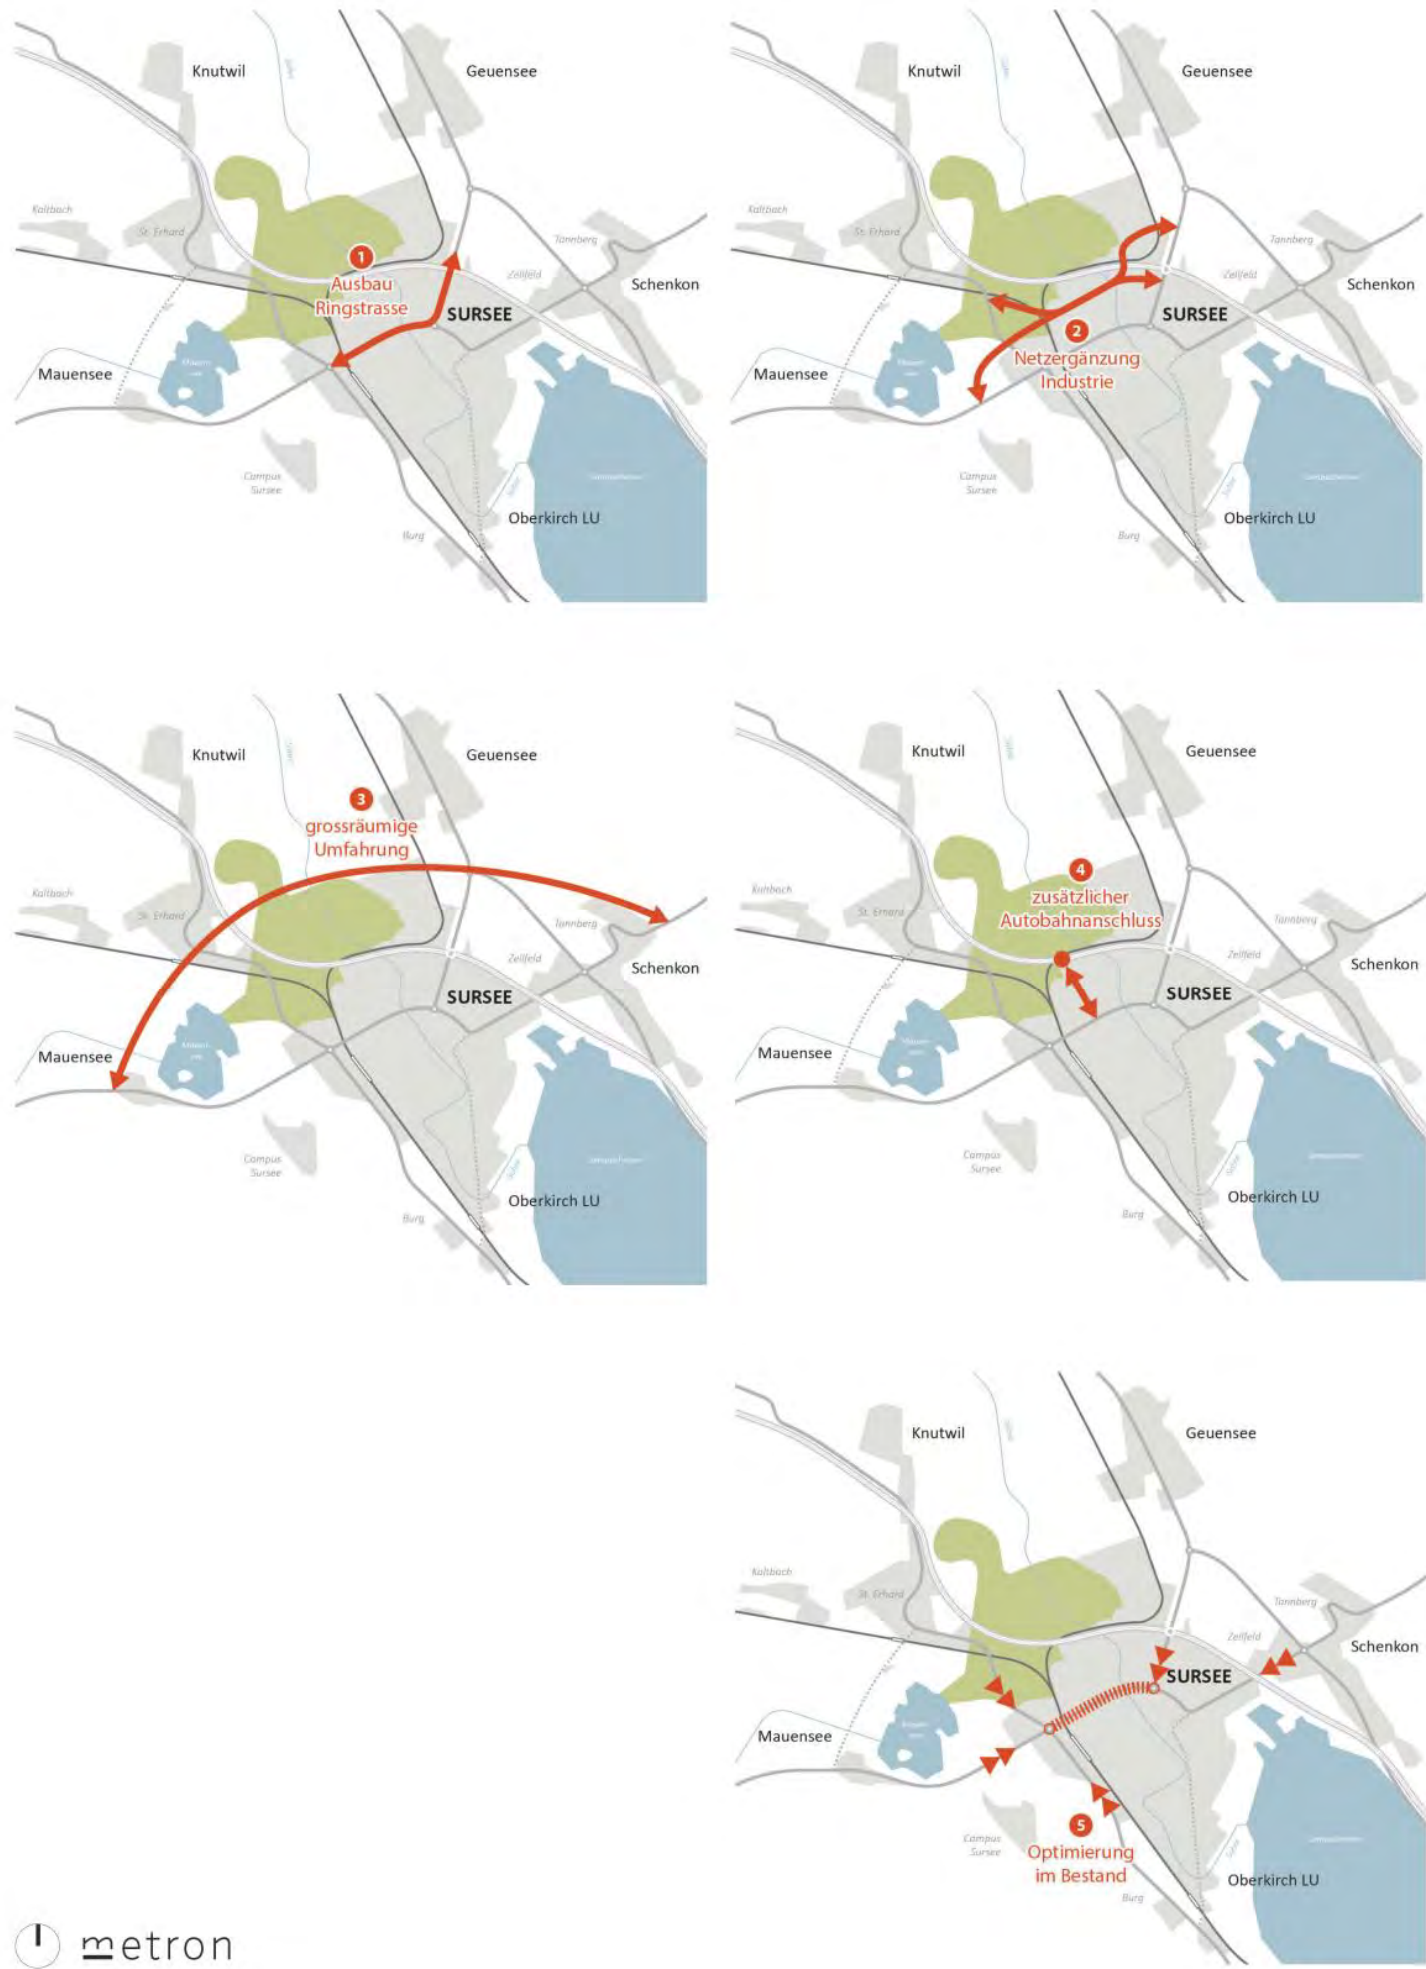 Knutwil
Geuensee
Kaltbach
St. Erhard
Tannberg
Zellfeld
Schenkon
1
Ausbau
Ringstrasse
SURSEE
Mauensee
Campus
Sursee
Sure
Oberkirch LU
Burg
Knutwil
Geuensee
Kaltbach
St. Erhard
Tannberg
Zellfeld
Schenkon
SURSEE
2
Netzergänzung
Industrie
Mauensee
Campus
Sursee
Oberkirch LU
Burg
Knutwil
Geuensee
3
grossräumige
Umfahrung
Kaltbach
St. Erhard
Tannberg
Zellfeld
Schenkon
SURSEE
Mauensee
Campus
Sursee
Oberkirch LU
Burg
Knutwil
Geuensee
4
zusätzlicher
Autobahnanschluss
Kaltbach
St. Erhard
Tannberg
Zellfeld
Schenkon
SURSEE
Mauensee
Campus
Sursee
Oberkirch LU
Burg
Knutwil
Geuensee
Kaltbach
St. Erhard
Tannberg
Zellfeld
Schenkon
SURSEE
Mauensee
5
Optimierung
im Bestand
Campus
Sursee
Oberkirch LU
Burg
metron